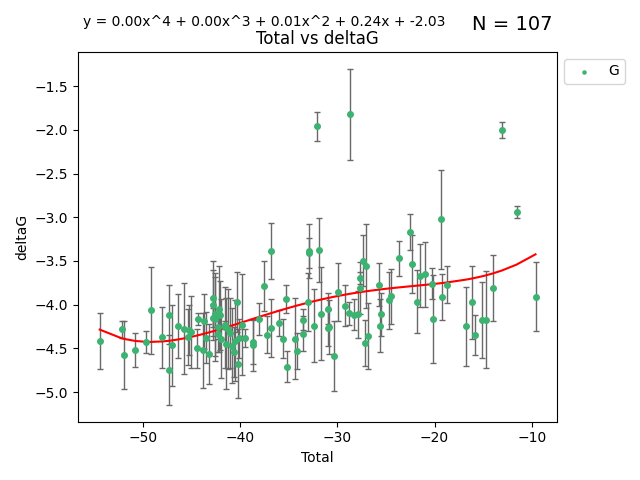 y = 0.00x^4 + 0.00x^3 + 0.01x^2 + 0.24x + -2.03
N = 107
Total vs deltaG
G
deltaG
−1.5
−2.0
−2.5
−3.0
−3.5
−4.0
−4.5
−5.0
−50
−40
−30
−20
−10
Total